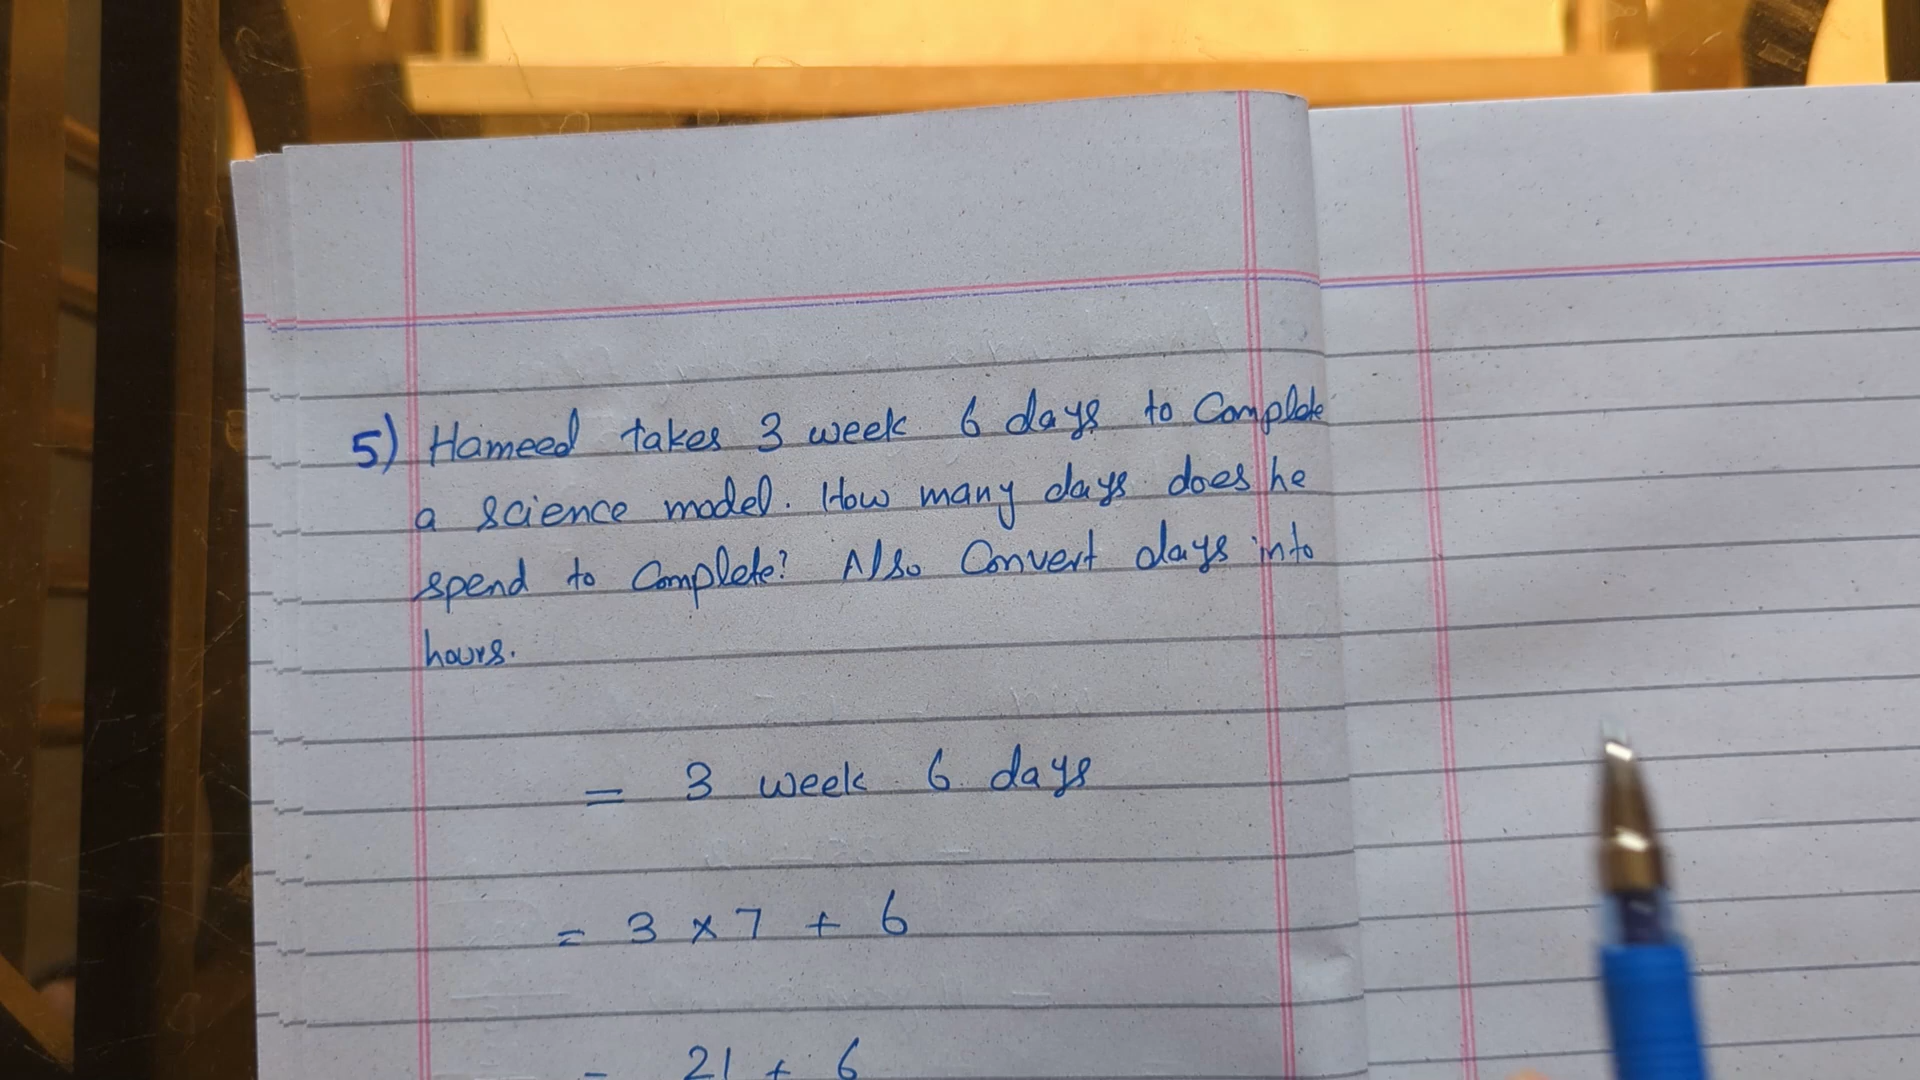 5) Hameed takes 3 week 6 days to Complete
a science model. How many days does he
spend to Complete? Also Convert days into
hours.
= 3 week 6 days
= 3 × 7 + 6
= 21 + 6